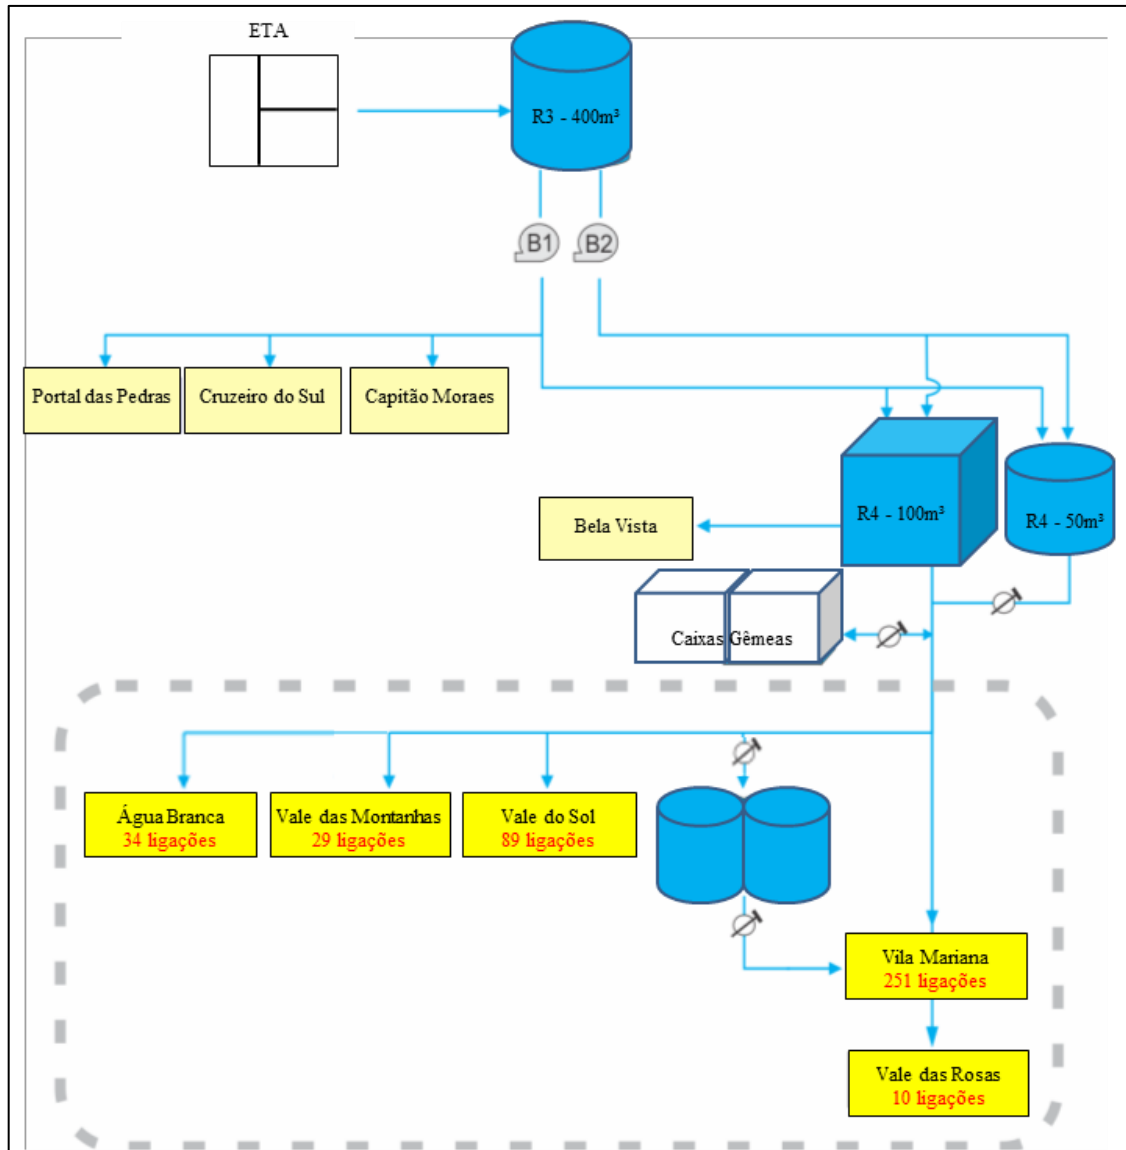 ETA
R3 - 400m³
B1
B2
Portal das Pedras
Cruzeiro do Sul
Capitão Moraes
Bela Vista
R4 - 100m³
R4 - 50m³
Caixas Gêmeas
Água Branca
34 ligações
Vale das Montanhas
29 ligações
Vale do Sol
89 ligações
Vila Mariana
251 ligações
Vale das Rosas
10 ligações